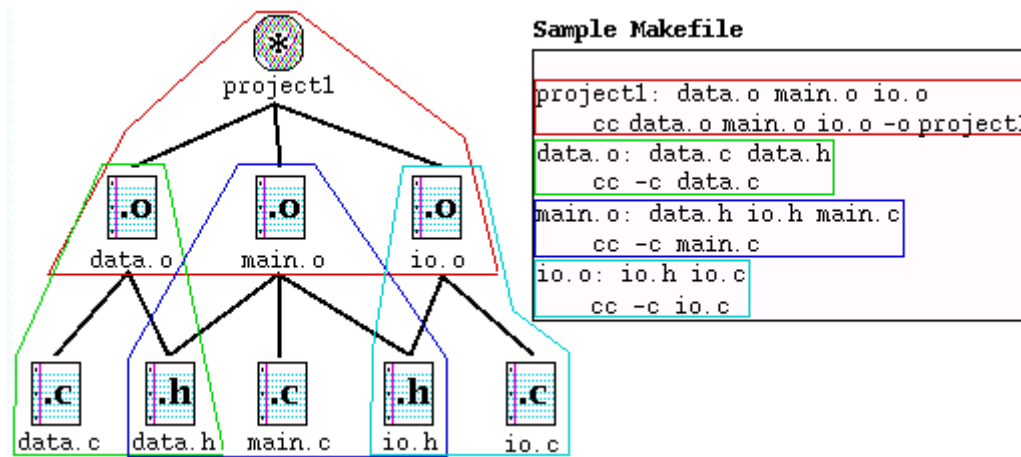 Sample Makefile
*
project1
project1: data.o main.o io.o
cc data.o main.o io.o -o project1
data.o: data.c data.h
cc -c data.c
main.o: data.h io.h main.c
cc -c main.c
io.o: io.h io.c
cc -c io.c
.o .o .o
data.o main.o io.o
.c .h .c .h .c
data.c data.h main.c io.h io.c